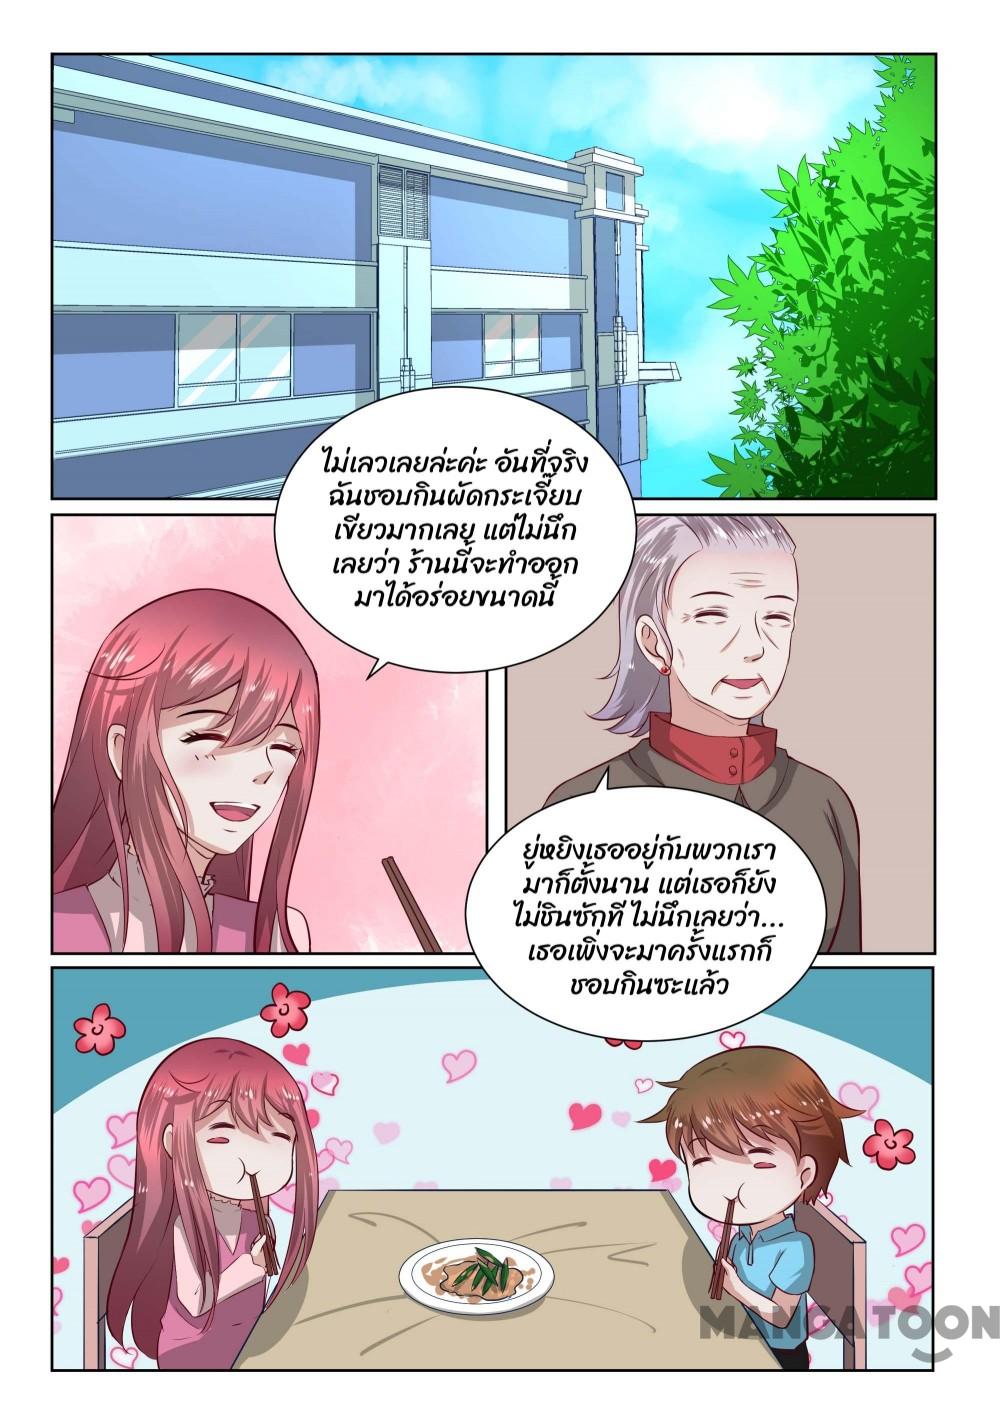 ไม่เลวเลยล่ะค่ะ อันที่จริง
ฉันชอบกินผัดกระเจี๊ยบ
เขียวมากเลย แต่ไม่นึก
เลยว่า ร้านนี้จะทำออก
มาได้อร่อยขนาดนี้
ยู่หยิงเธออยู่กับพวกเรา
มาก็ตั้งนาน แต่เธอก็ยัง
ไม่ชินซักที ไม่นึกเลยว่า...
เธอเพิ่งจะมาครั้งแรกก็
ชอบกินซะแล้ว
MANGATOON